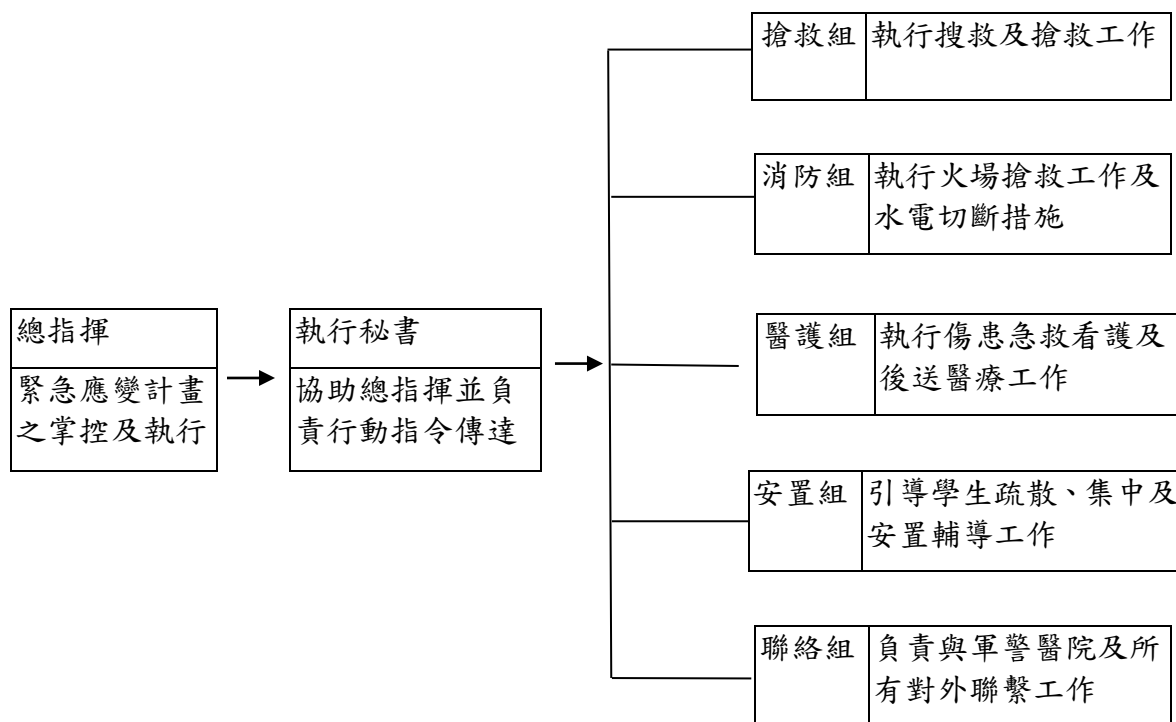 搶救組
執行搜救及搶救工作
消防組
執行火場搶救工作及
水電切斷措施
總指揮
緊急應變計畫
之掌控及執行
執行秘書
協助總指揮並負
責行動指令傳達
醫護組
執行傷患急救看護及
後送醫療工作
安置組
引導學生疏散、集中及
安置輔導工作
聯絡組
負責與軍警醫院及所
有對外聯繫工作